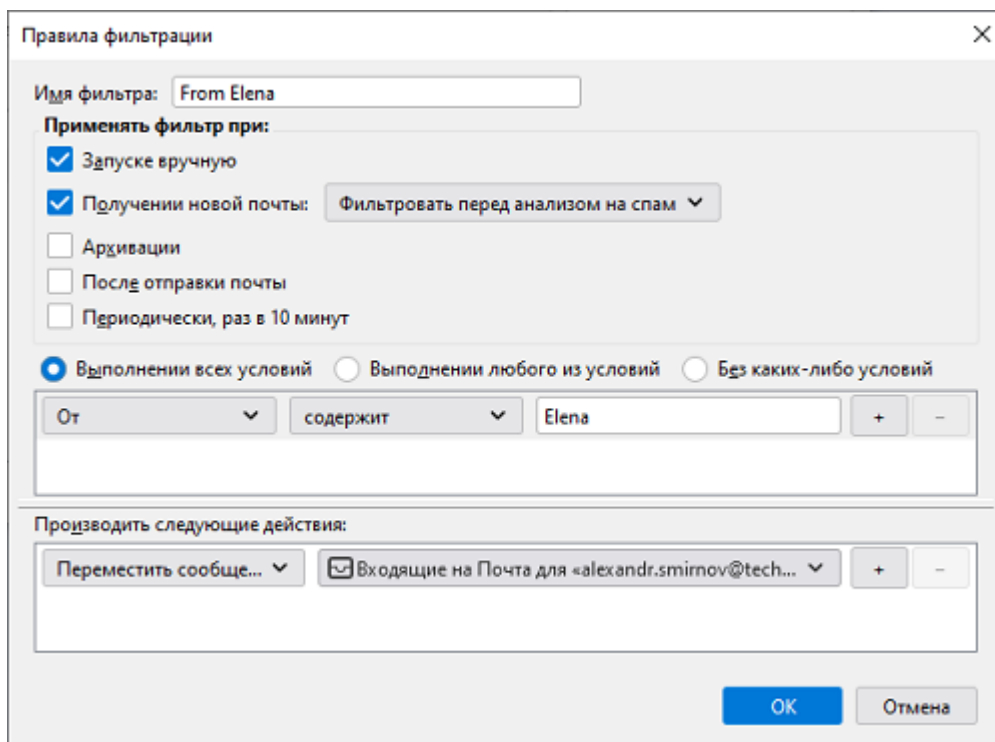 Правила фильтрации
Имя фильтра: From Elena
Применять фильтр при:
Запуске вручную
Получении новой почты: Фильтровать перед анализом на спам
Архивации
После отправки почты
Периодически, раз в 10 минут
Выполнении всех условий Выполнении любого из условий Без каких-либо условий
От содержит Elena + –
Производить следующие действия:
Переместить сообще... Входящие на Почта для «alexandr.smirnov@tech... + –
ОК Отмена